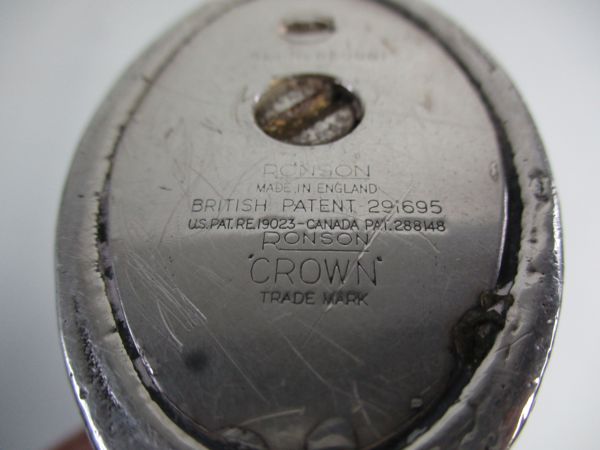 RONSON
MADE IN ENGLAND
BRITISH PATENT 291695
U.S. PAT. RE. 19023-CANADA PAT. 288148
RONSON
"CROWN"
TRADE MARK